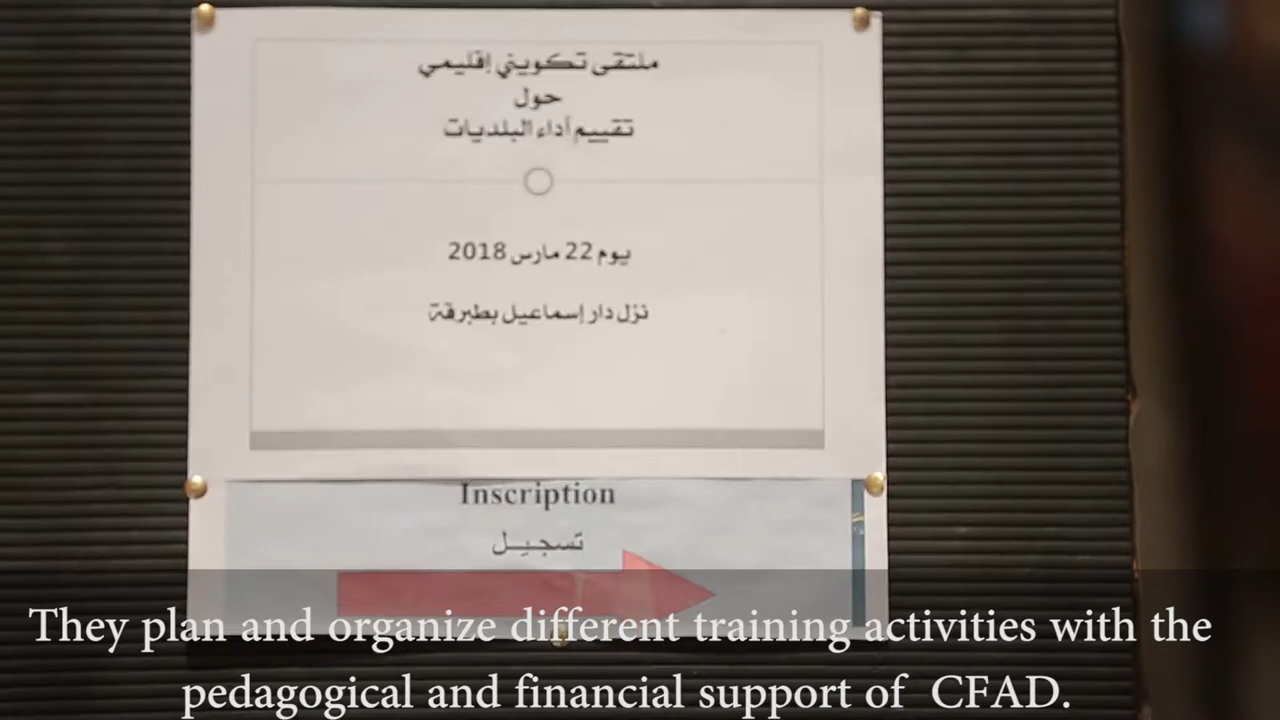 ملتقى تكويني إقليمي
حول
تقييم أداء البلديات
يوم 22 مارس 2018
نزل دار إسماعيل بطبرقة
Inscription
تسجيل
They plan and organize different training activities with the
pedagogical and financial support of CFAD.